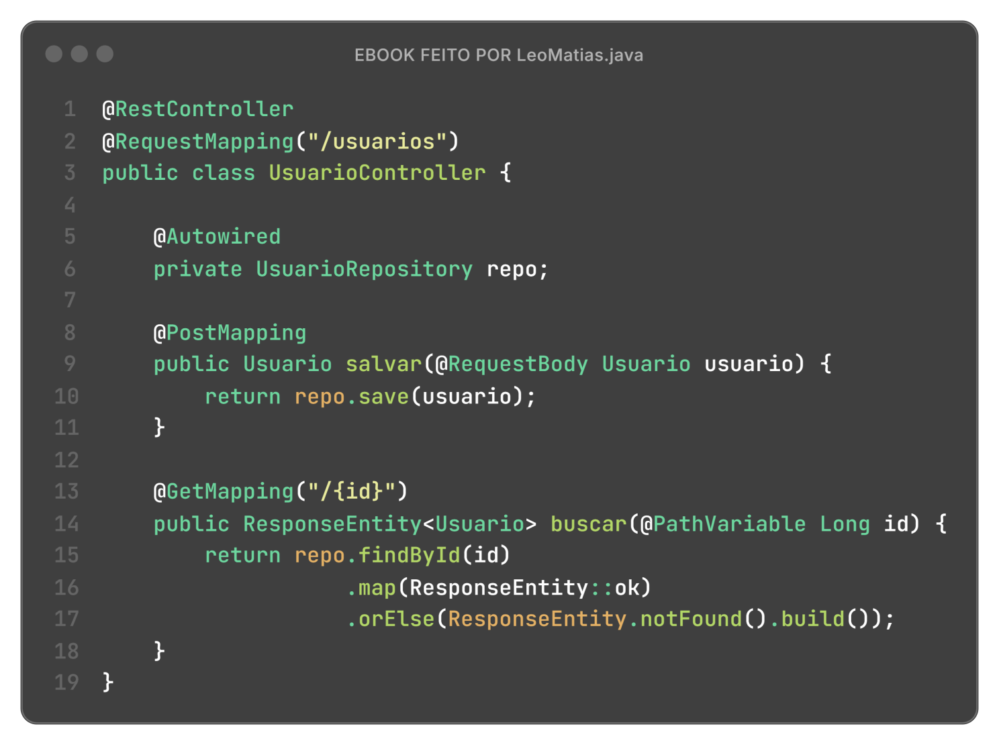 EBOOK FEITO POR LeoMatias.java
1 @RestController
2 @RequestMapping("/usuarios")
3 public class UsuarioController {
4
5     @Autowired
6     private UsuarioRepository repo;
7
8     @PostMapping
9     public Usuario salvar(@RequestBody Usuario usuario) {
10         return repo.save(usuario);
11     }
12
13     @GetMapping("/{id}")
14     public ResponseEntity<Usuario> buscar(@PathVariable Long id) {
15         return repo.findById(id)
16                    .map(ResponseEntity::ok)
17                    .orElse(ResponseEntity.notFound().build());
18     }
19 }